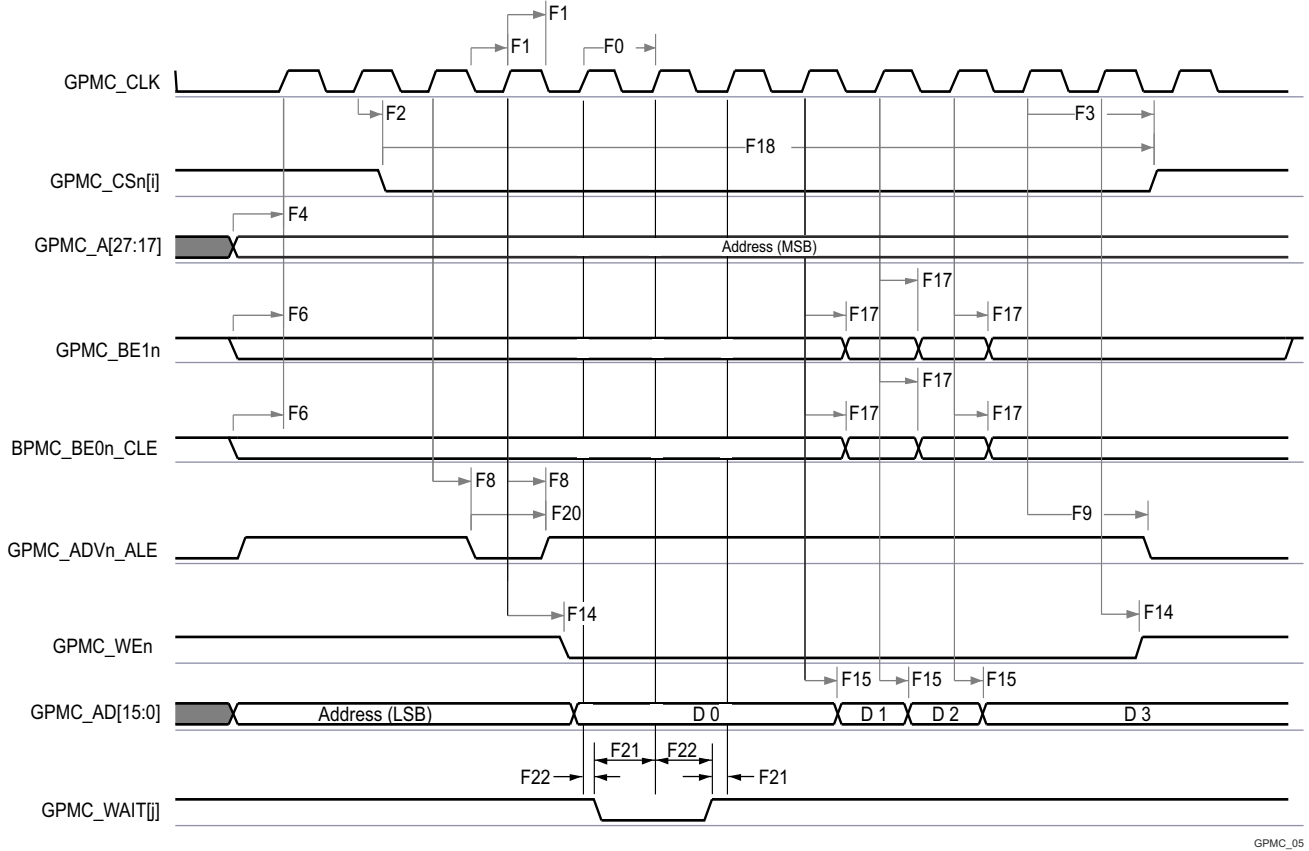 F1
F1
F0
GPMC_CLK
F2
F3
F18
GPMC_CSn[i]
F4
GPMC_A[27:17]
Address (MSB)
F17
F6
F17
F17
GPMC_BE1n
F17
F6
F17
F17
BPMC_BE0n_CLE
F8
F8
F20
F9
GPMC_ADVn_ALE
F14
F14
GPMC_WEn
F15
F15
F15
GPMC_AD[15:0]
Address (LSB)
D 0
D 1
D 2
D 3
F21
F22
F22
F21
GPMC_WAIT[j]
GPMC_05